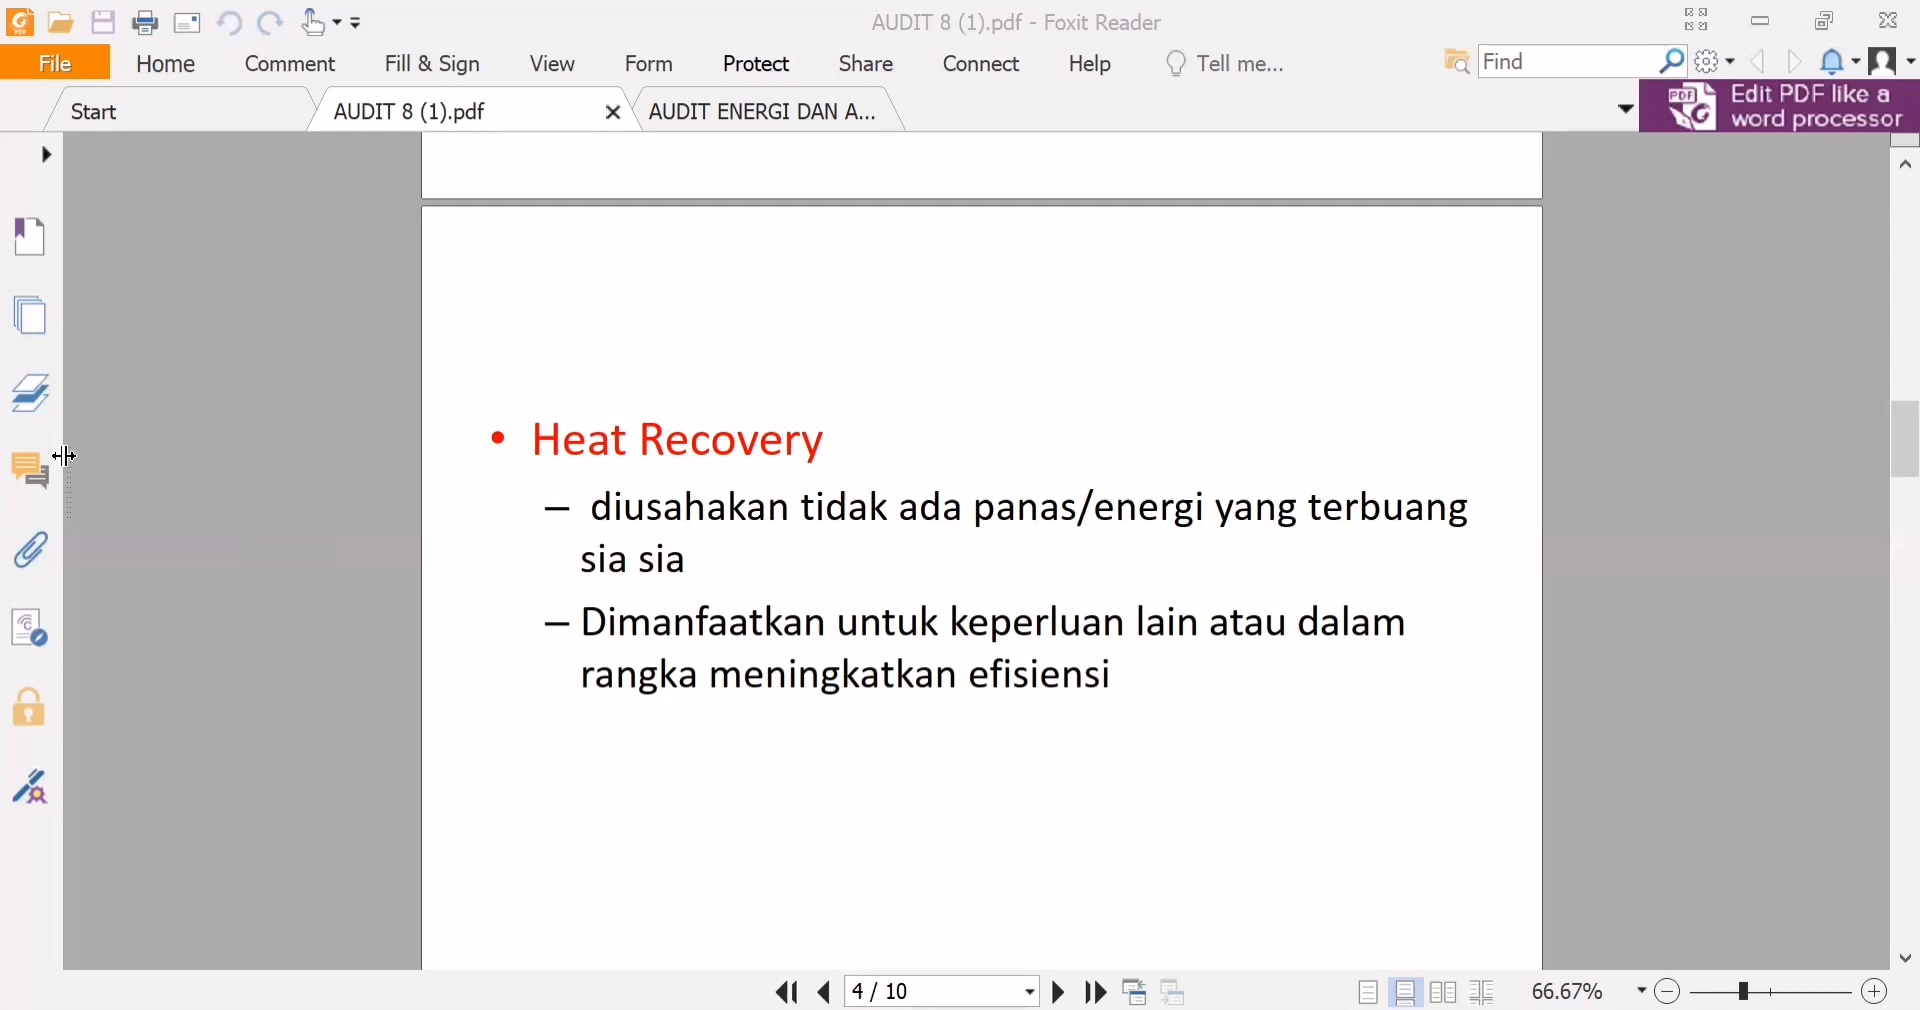 AUDIT 8 (1).pdf - Foxit Reader
File Home Comment Fill & Sign View Form Protect Share Connect Help Tell me... Find
Start AUDIT 8 (1).pdf AUDIT ENERGI DAN A...
PDF Edit PDF like a
word processor
• Heat Recovery
– diusahakan tidak ada panas/energi yang terbuang
sia sia
– Dimanfaatkan untuk keperluan lain atau dalam
rangka meningkatkan efisiensi
4 / 10 66.67%